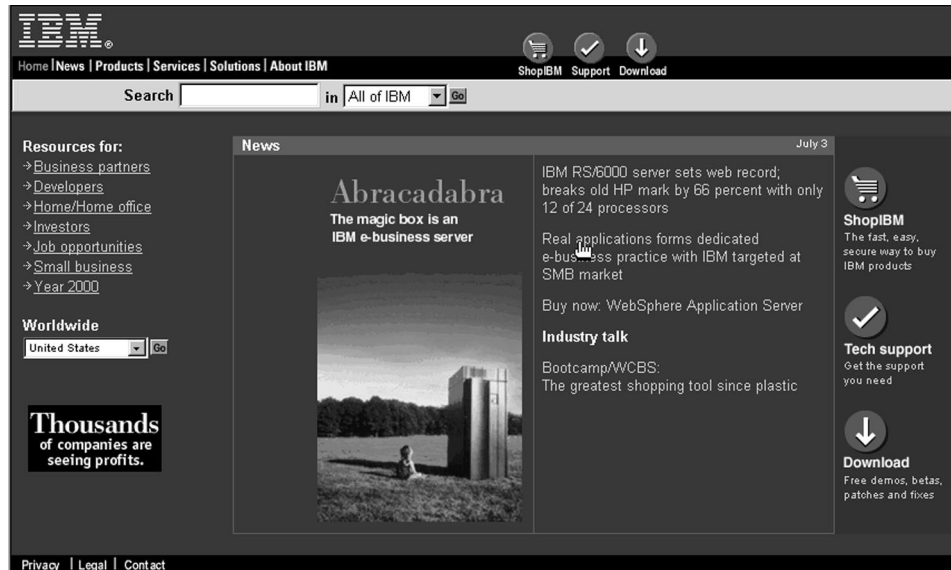 IBM®
Home | News | Products | Services | Solutions | About IBM
ShopIBM Support Download
Search in All of IBM Go
Resources for:
→Business partners
→Developers
→Home/Home office
→Investors
→Job opportunities
→Small business
→Year 2000
Worldwide
United States Go
Thousands
of companies are
seeing profits.
News July 3
Abracadabra
The magic box is an
IBM e-business server
IBM RS/6000 server sets web record;
breaks old HP mark by 66 percent with only
12 of 24 processors
Real applications forms dedicated
e-business practice with IBM targeted at
SMB market
Buy now: WebSphere Application Server
Industry talk
Bootcamp/WCBS:
The greatest shopping tool since plastic
ShopIBM
The fast, easy,
secure way to buy
IBM products
Tech support
Get the support
you need
Download
Free demos, betas,
patches and fixes
Privacy | Legal | Contact